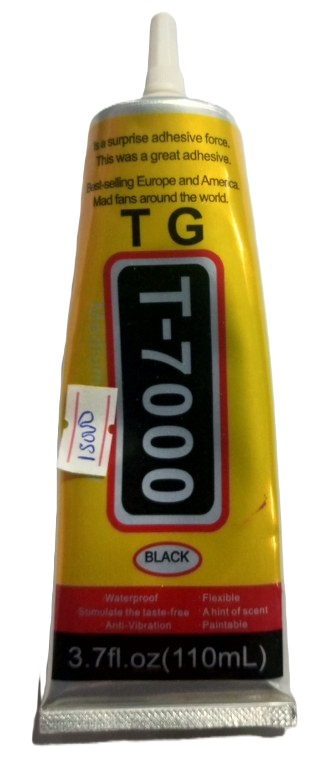 is a surprise adhesive force.
This was a great adhesive.
Best-selling Europe and America.
Mad fans around the world.
TG
T-7000
15000
BLACK
·Waterproof ·Flexible
·Stimulate the taste-free ·A hint of scent
·Anti-Vibration ·Paintable
3.7fl.oz(110mL)